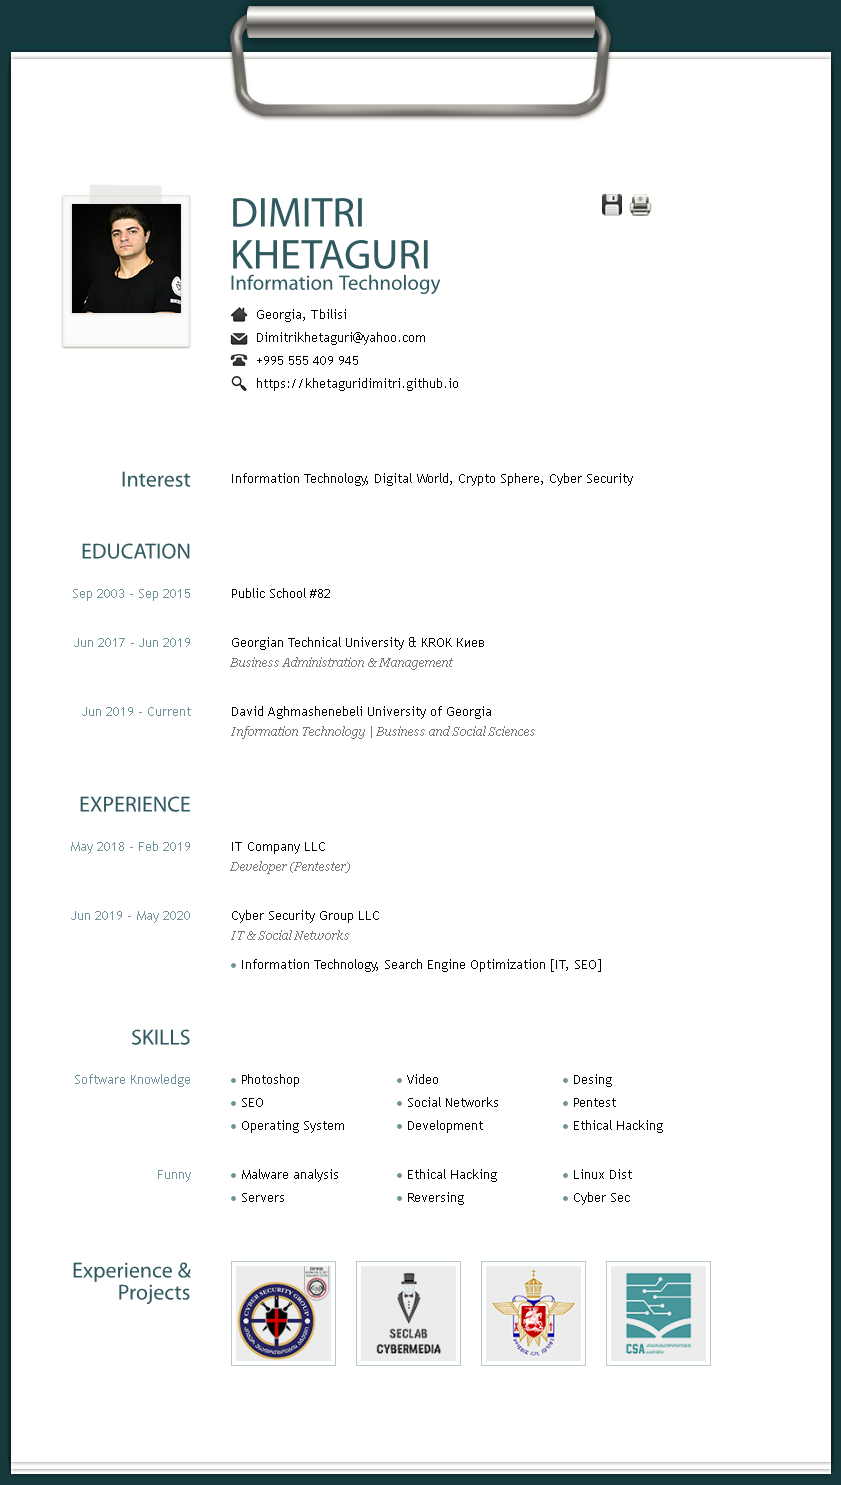 DIMITRI
KHETAGURI
Information Technology
Georgia, Tbilisi
Dimitrikhetaguri@yahoo.com
+995 555 409 945
https://khetaguridimitri.github.io
Interest
Information Technology, Digital World, Crypto Sphere, Cyber Security
EDUCATION
Sep 2003 - Sep 2015
Public School #82
Jun 2017 - Jun 2019
Georgian Technical University & KROK Киев
Business Administration & Management
Jun 2019 - Current
David Aghmashenebeli University of Georgia
Information Technology | Business and Social Sciences
EXPERIENCE
May 2018 - Feb 2019
IT Company LLC
Developer (Pentester)
Jun 2019 - May 2020
Cyber Security Group LLC
IT & Social Networks
Information Technology, Search Engine Optimization [IT, SEO]
SKILLS
Software Knowledge
Photoshop
Video
Desing
SEO
Social Networks
Pentest
Operating System
Development
Ethical Hacking
Funny
Malware analysis
Ethical Hacking
Linux Dist
Servers
Reversing
Cyber Sec
Experience &
Projects
CYBER SECURITY GROUP
SECLAB
CYBERMEDIA
CSA